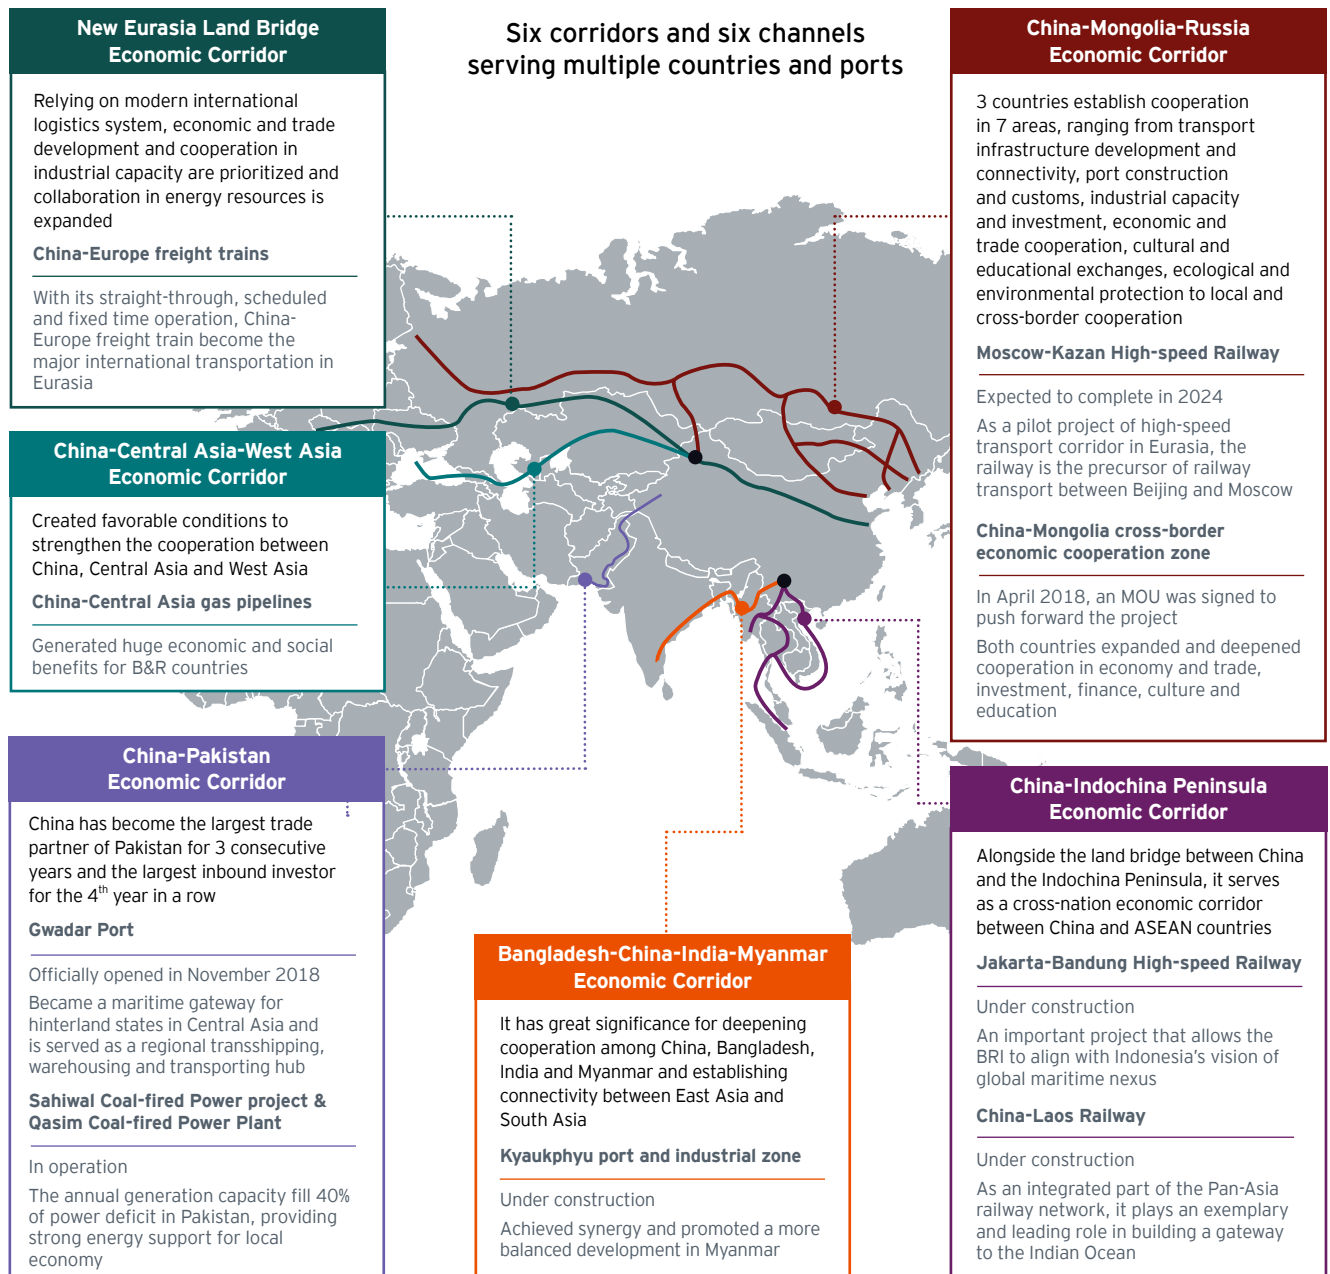 Six corridors and six channels
serving multiple countries and ports
New Eurasia Land Bridge
Economic Corridor
Relying on modern international
logistics system, economic and trade
development and cooperation in
industrial capacity are prioritized and
collaboration in energy resources is
expanded
China-Europe freight trains
With its straight-through, scheduled
and fixed time operation, China-
Europe freight train become the
major international transportation in
Eurasia
China-Central Asia-West Asia
Economic Corridor
Created favorable conditions to
strengthen the cooperation between
China, Central Asia and West Asia
China-Central Asia gas pipelines
Generated huge economic and social
benefits for B&R countries
China-Pakistan
Economic Corridor
China has become the largest trade
partner of Pakistan for 3 consecutive
years and the largest inbound investor
for the 4th year in a row
Gwadar Port
Officially opened in November 2018
Became a maritime gateway for
hinterland states in Central Asia and
is served as a regional transshipping,
warehousing and transporting hub
Sahiwal Coal-fired Power project &
Qasim Coal-fired Power Plant
In operation
The annual generation capacity fill 40%
of power deficit in Pakistan, providing
strong energy support for local
economy
Bangladesh-China-India-Myanmar
Economic Corridor
It has great significance for deepening
cooperation among China, Bangladesh,
India and Myanmar and establishing
connectivity between East Asia and
South Asia
Kyaukphyu port and industrial zone
Under construction
Achieved synergy and promoted a more
balanced development in Myanmar
China-Mongolia-Russia
Economic Corridor
3 countries establish cooperation
in 7 areas, ranging from transport
infrastructure development and
connectivity, port construction
and customs, industrial capacity
and investment, economic and
trade cooperation, cultural and
educational exchanges, ecological and
environmental protection to local and
cross-border cooperation
Moscow-Kazan High-speed Railway
Expected to complete in 2024
As a pilot project of high-speed
transport corridor in Eurasia, the
railway is the precursor of railway
transport between Beijing and Moscow
China-Mongolia cross-border
economic cooperation zone
In April 2018, an MOU was signed to
push forward the project
Both countries expanded and deepened
cooperation in economy and trade,
investment, finance, culture and
education
China-Indochina Peninsula
Economic Corridor
Alongside the land bridge between China
and the Indochina Peninsula, it serves
as a cross-nation economic corridor
between China and ASEAN countries
Jakarta-Bandung High-speed Railway
Under construction
An important project that allows the
BRI to align with Indonesia's vision of
global maritime nexus
China-Laos Railway
Under construction
As an integrated part of the Pan-Asia
railway network, it plays an exemplary
and leading role in building a gateway
to the Indian Ocean